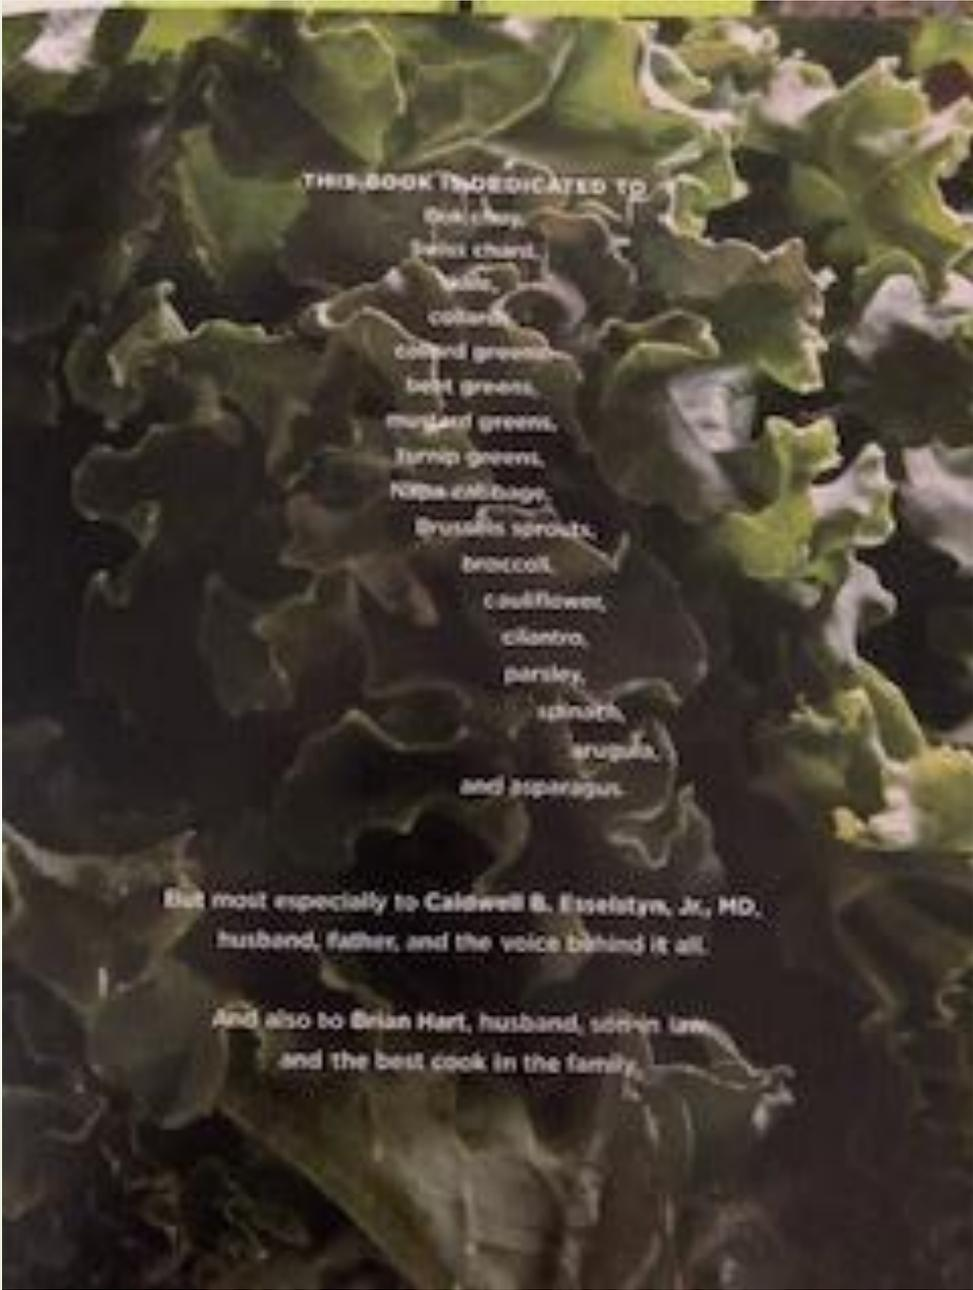 THIS BOOK IS DEDICATED TO
Bok choy,
Swiss chard,
kale,
collards,
collard greens,
beet greens,
mustard greens,
turnip greens,
Napa cabbage,
Brussels sprouts,
broccoli,
cauliflower,
cilantro,
parsley,
spinach,
arugula,
and asparagus.
But most especially to Caldwell B. Esselstyn, Jr., MD,
husband, father, and the voice behind it all.
And also to Brian Hart, husband, son-in law,
and the best cook in the family.